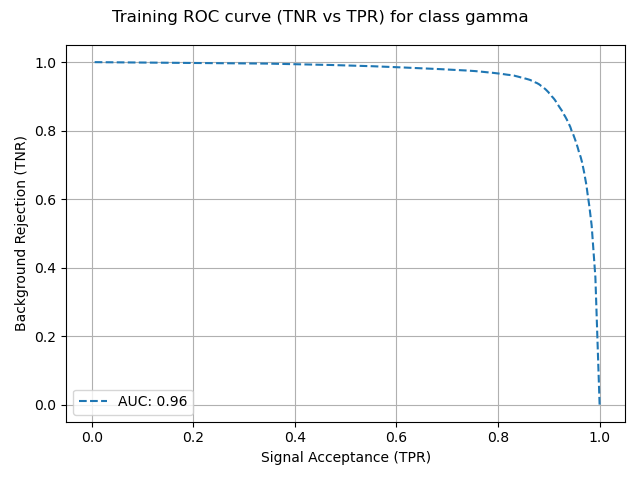 Training ROC curve (TNR vs TPR) for class gamma
1.0
0.8
0.6
0.4
0.2
0.0
Background Rejection (TNR)
AUC: 0.96
0.0 0.2 0.4 0.6 0.8 1.0
Signal Acceptance (TPR)